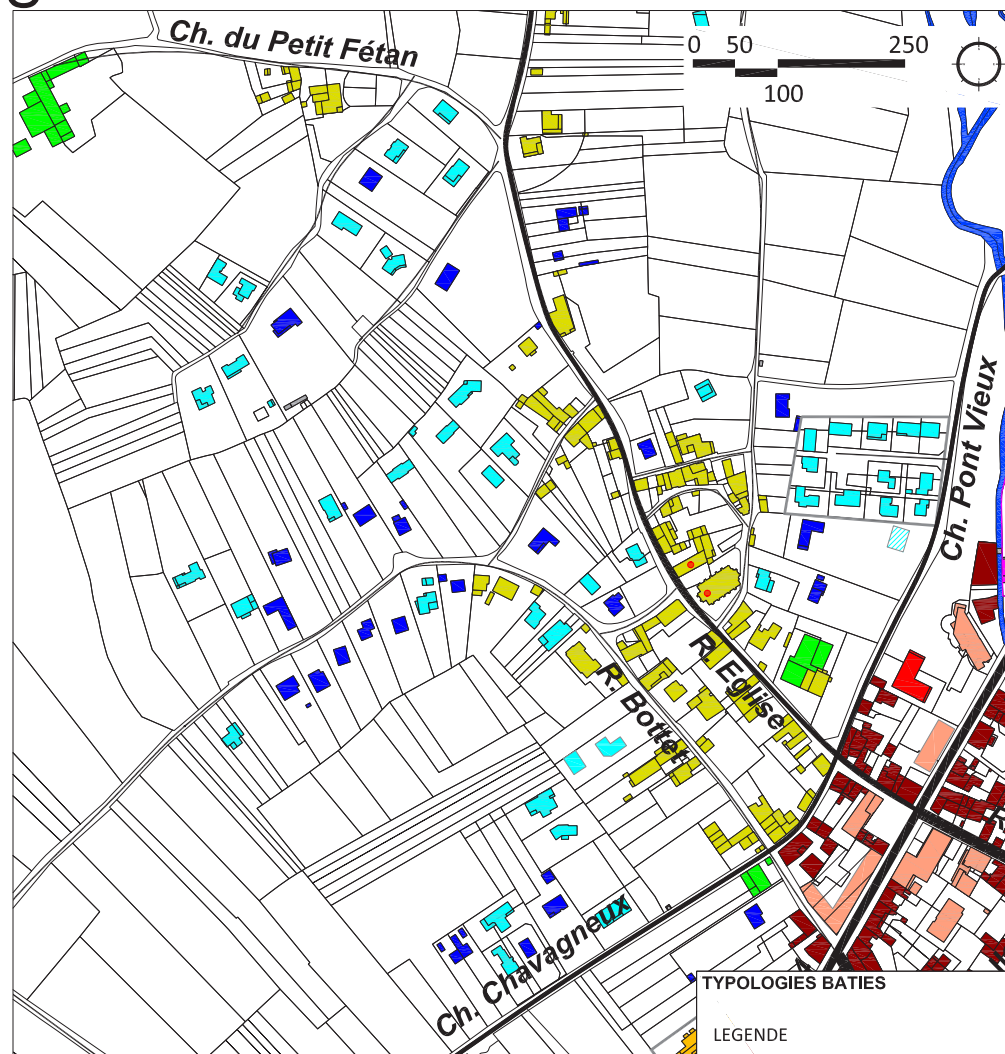 Ch. du Petit Fétan
0 50 250
100
Ch. Pont Vieux
R. Eglise
R. Bottet
Ch. Chavagneux
TYPOLOGIES BATIES
LEGENDE